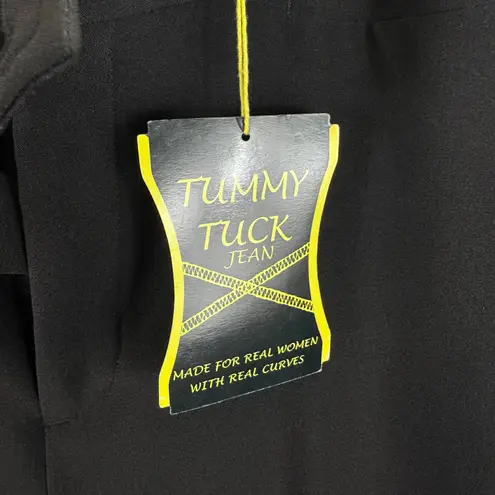 TUMMY
TUCK
JEAN
MADE FOR REAL WOMEN
WITH REAL CURVES